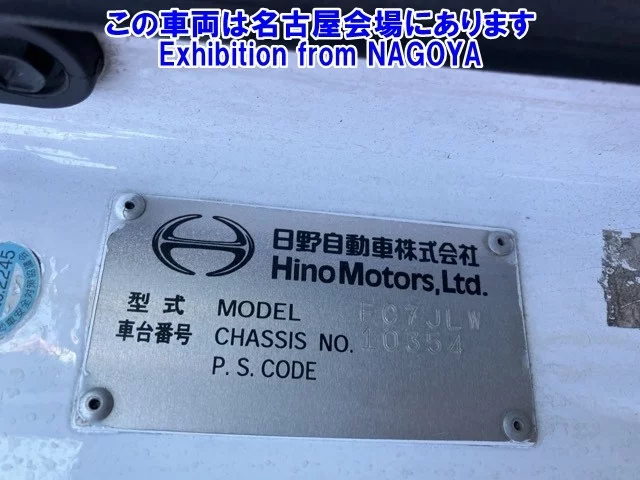 この車両は名古屋会場にあります
Exhibition from NAGOYA
日野自動車株式会社
Hino Motors, Ltd.
型式 MODEL FC7JLW
車台番号 CHASSIS NO. 10354
P. S. CODE